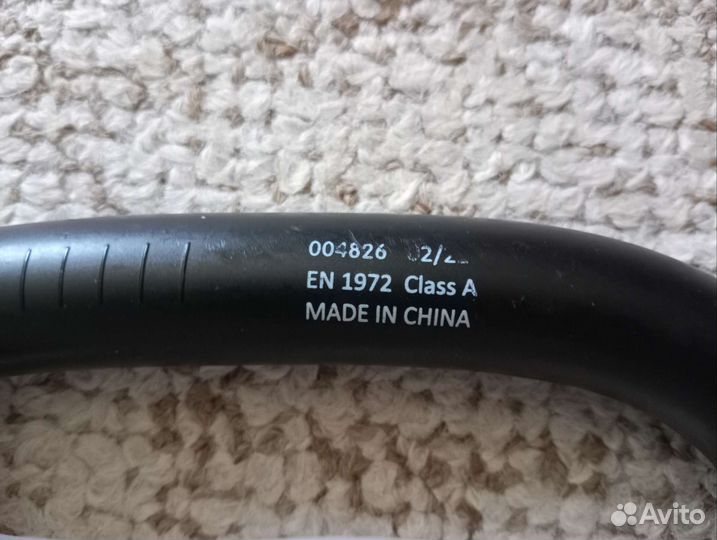 004826
EN 1972 Class A
MADE IN CHINA
Avito